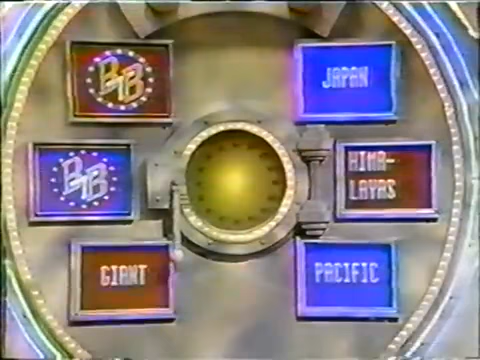 BB
JAPAN
BB
HIMA-
LAYAS
GIANT
PACIFIC